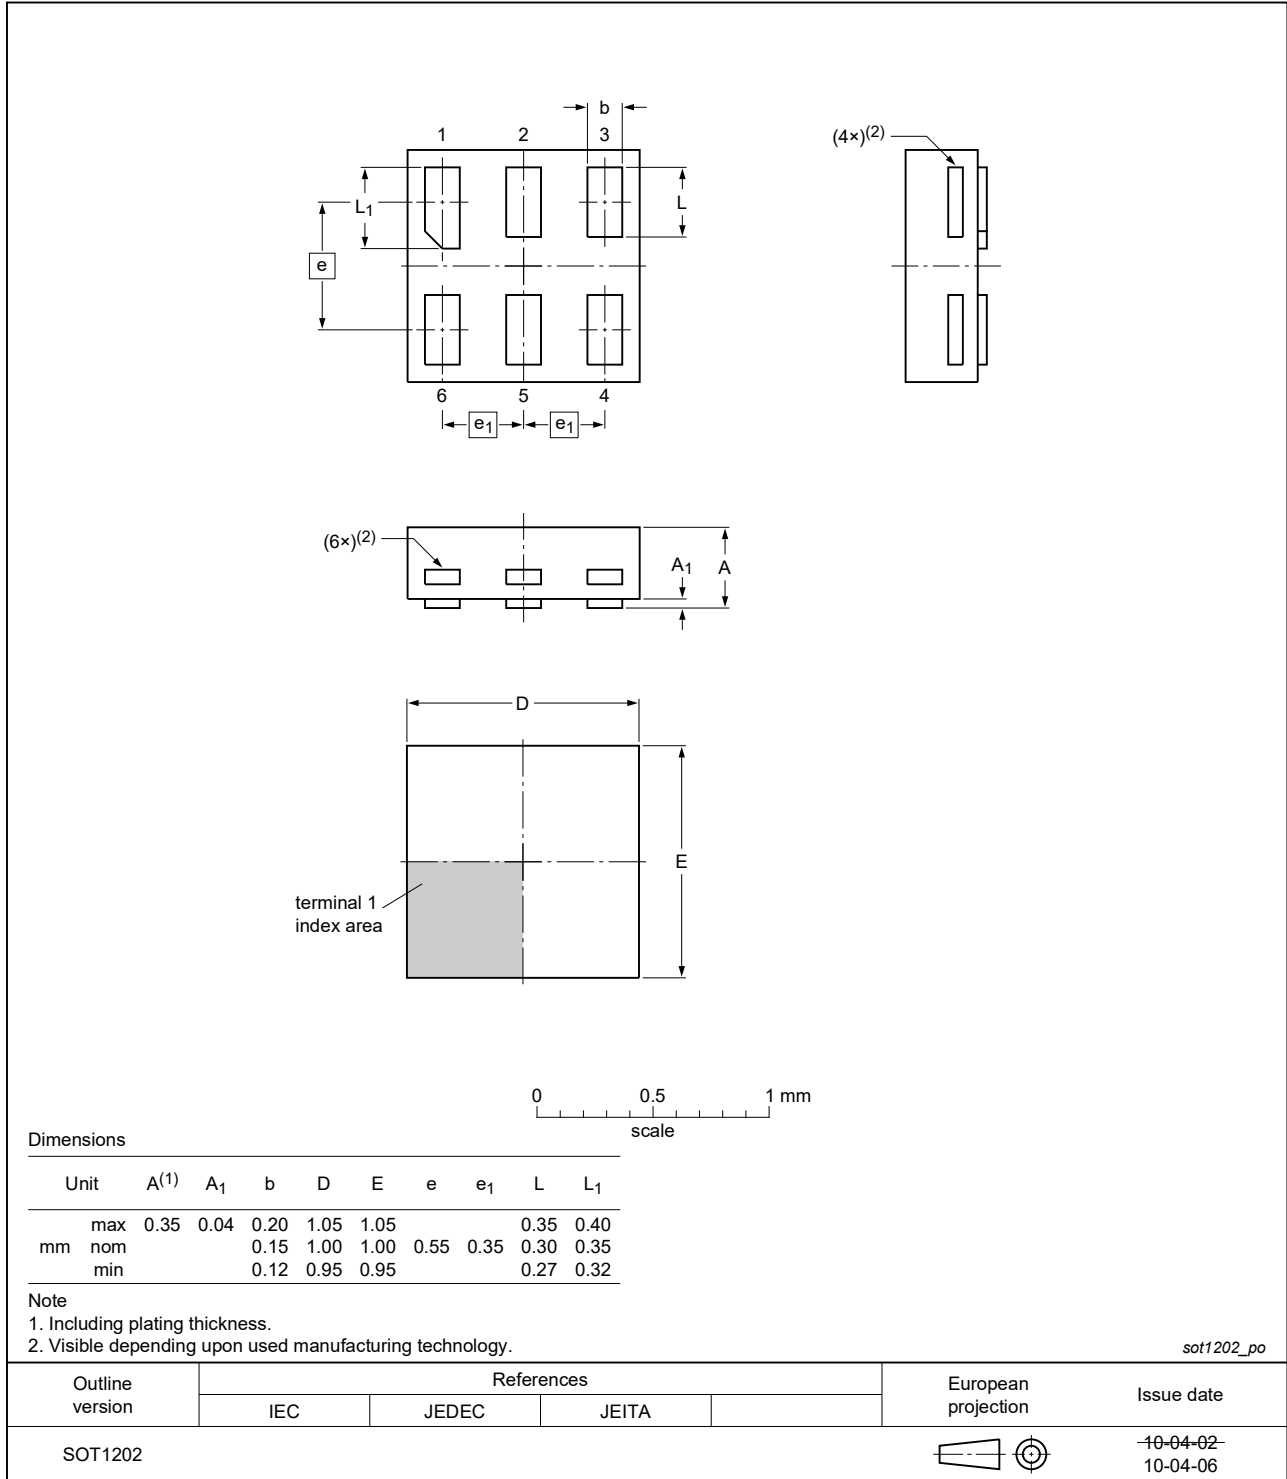 b
1 2 3
(4×)(2)
L1
L
e
6 5 4
e1 e1
(6×)(2)
A1 A
D
E
terminal 1
index area
0 0.5 1 mm
scale
Dimensions
Unit A(1) A1 b D E e e1 L L1
max 0.35 0.04 0.20 1.05 1.05 0.35 0.40
mm nom 0.15 1.00 1.00 0.55 0.35 0.30 0.35
min 0.12 0.95 0.95 0.27 0.32
Note
1. Including plating thickness.
2. Visible depending upon used manufacturing technology.
sot1202_po
Outline
version
References
IEC JEDEC JEITA
European
projection
Issue date
SOT1202
10-04-02
10-04-06